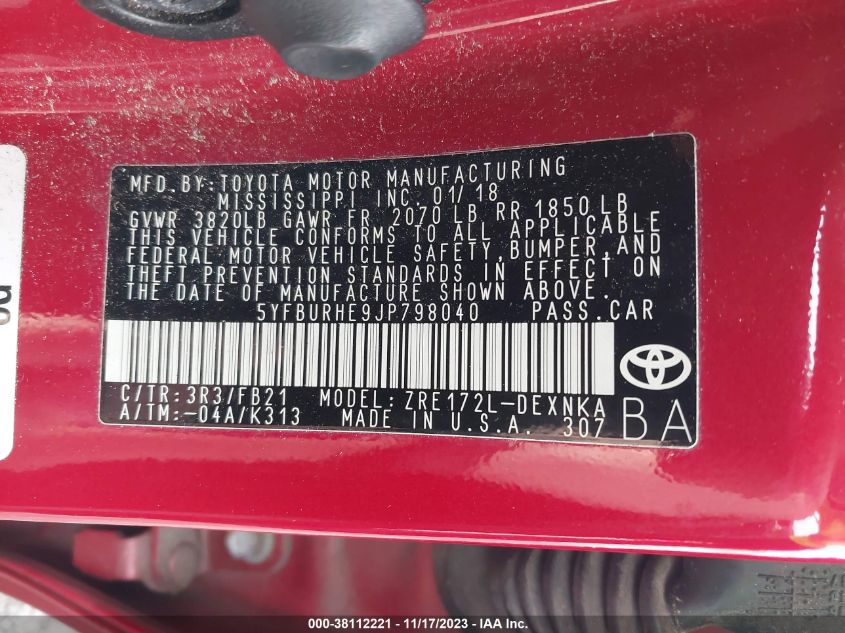 MFD.BY:TOYOTA MOTOR MANUFACTURING
MISSISSIPPI INC. 01/18
GVWR 3820LB GAWR FR 2070 LB RR 1850 LB
THIS VEHICLE CONFORMS TO ALL APPLICABLE
FEDERAL MOTOR VEHICLE SAFETY,BUMPER,AND
THEFT PREVENTION STANDARDS IN EFFECT ON
THE DATE OF MANUFACTURE SHOWN ABOVE.
5YFBURHE9JP798040 PASS.CAR
C/TR:3R3/FB21 MODEL:ZRE172L-DEXNKA
A/TM:-04A/K313 MADE IN U.S.A. 307
BA
000-38112221 - 11/17/2023 - IAA Inc.